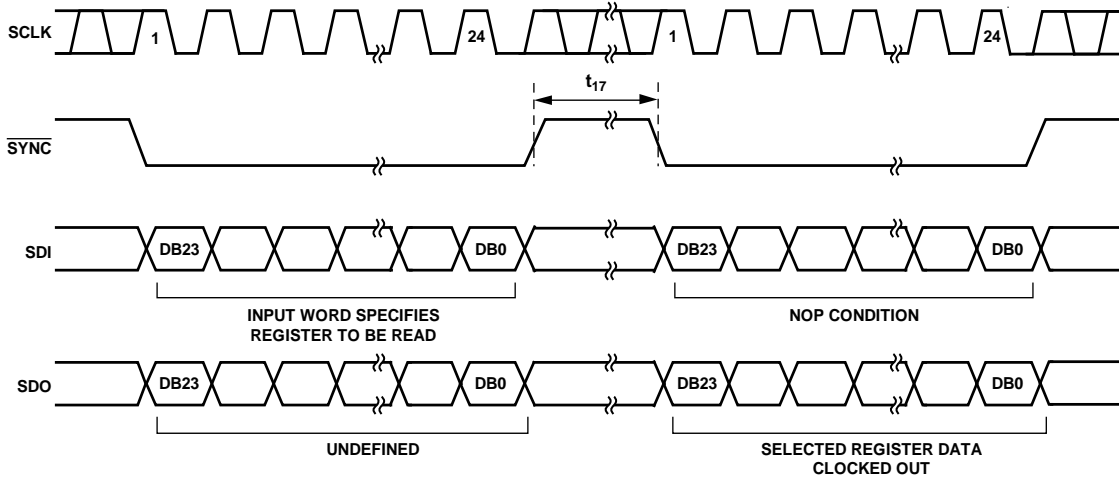 SCLK 1 24 1 24
t17
SYNC
SDI DB23 DB0 DB23 DB0
INPUT WORD SPECIFIES
REGISTER TO BE READ
NOP CONDITION
SDO DB23 DB0 DB23 DB0
UNDEFINED
SELECTED REGISTER DATA
CLOCKED OUT